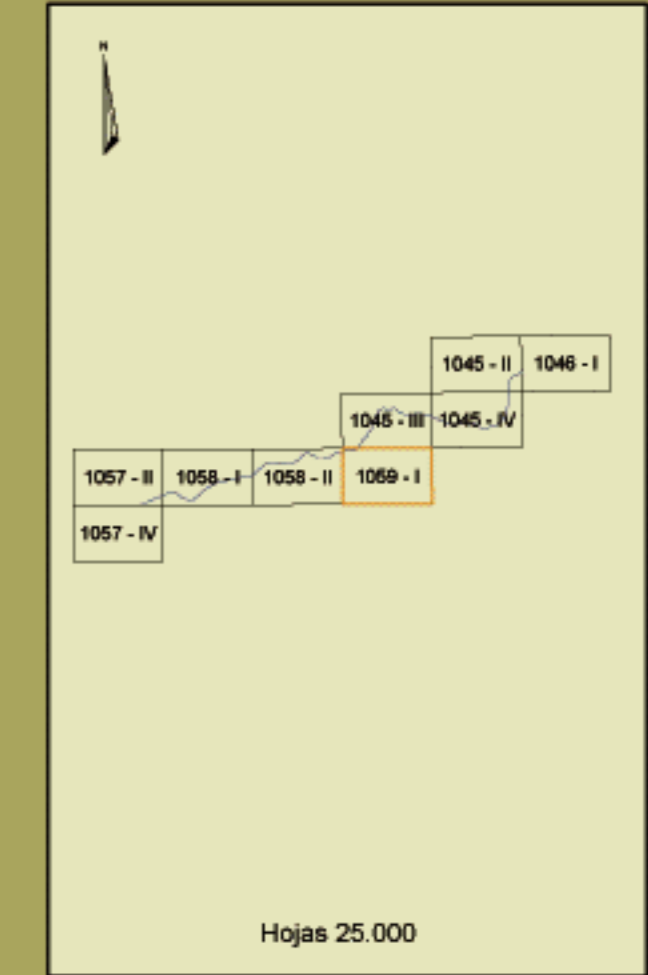 N
1045 - II 1046 - I
1045 - III 1045 - IV
1057 - II 1058 - I 1058 - II 1059 - I
1057 - IV
Hojas 25.000